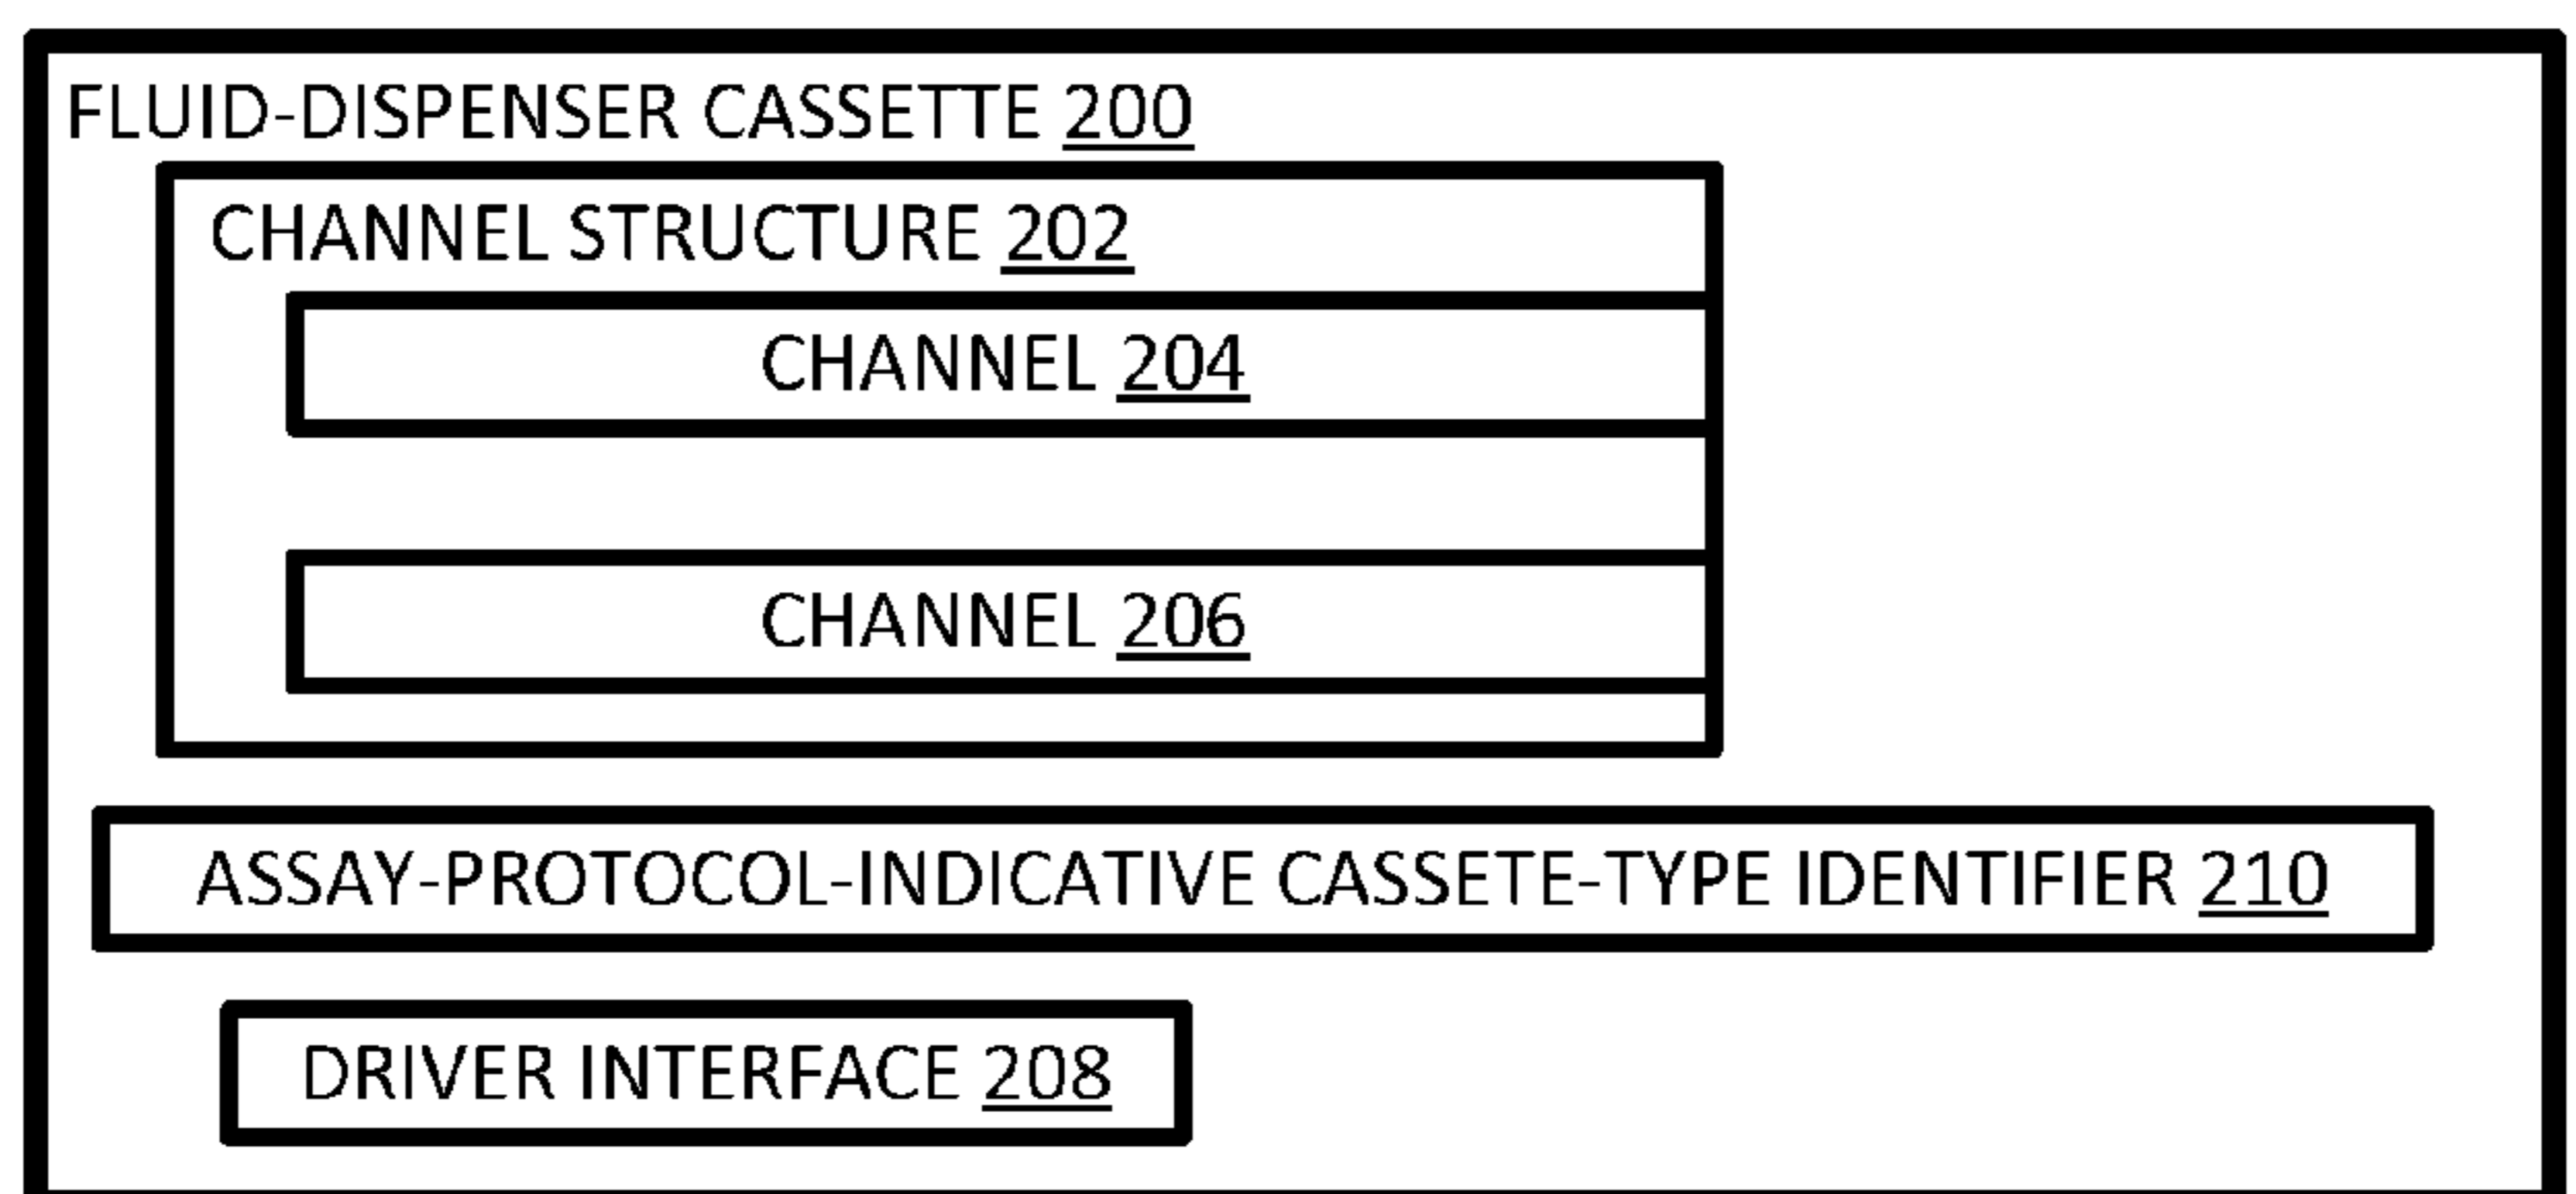 FLUID-DISPENSER CASSETTE 200
CHANNEL STRUCTURE 202
CHANNEL 204
CHANNEL 206
ASSAY-PROTOCOL-INDICATIVE CASSETE-TYPE IDENTIFIER 210
DRIVER INTERFACE 208